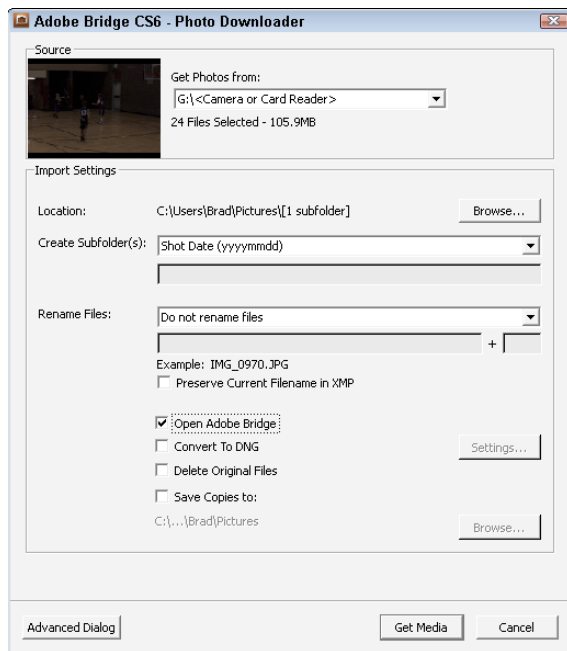 Adobe Bridge CS6 - Photo Downloader
Source
Get Photos from:
G:\<Camera or Card Reader>
24 Files Selected - 105.9MB
Import Settings
Location: C:\Users\Brad\Pictures\[1 subfolder] Browse...
Create Subfolder(s): Shot Date (yyyymmdd)
Rename Files: Do not rename files
+
Example: IMG_0970.JPG
Preserve Current Filename in XMP
Open Adobe Bridge
Convert To DNG Settings...
Delete Original Files
Save Copies to:
C:\...\Brad\Pictures Browse...
Advanced Dialog Get Media Cancel